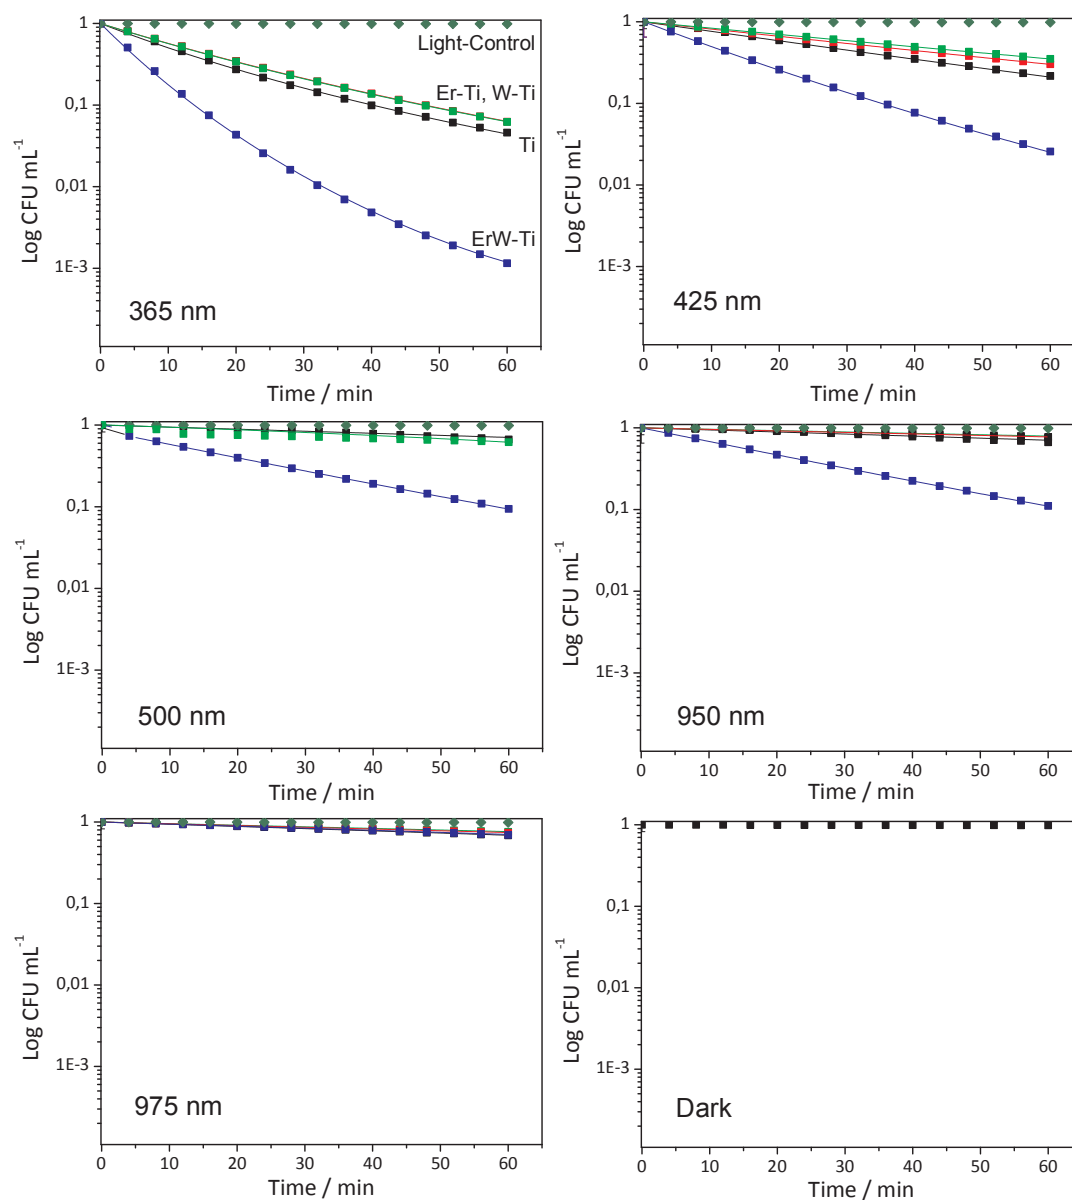 1
0,1
0,01
1E-3
Log CFU mL-1
Light-Control
Er-Ti, W-Ti
Ti
ErW-Ti
365 nm
0 10 20 30 40 50 60
Time / min
1
0,1
0,01
1E-3
Log CFU mL-1
425 nm
0 10 20 30 40 50 60
Time / min
1
0,1
0,01
1E-3
Log CFU mL-1
500 nm
0 10 20 30 40 50 60
Time / min
1
0,1
0,01
1E-3
Log CFU mL-1
950 nm
0 10 20 30 40 50 60
Time / min
1
0,1
0,01
1E-3
Log CFU mL-1
975 nm
0 10 20 30 40 50 60
Time / min
1
0,1
0,01
1E-3
Log CFU mL-1
Dark
0 10 20 30 40 50 60
Time / min